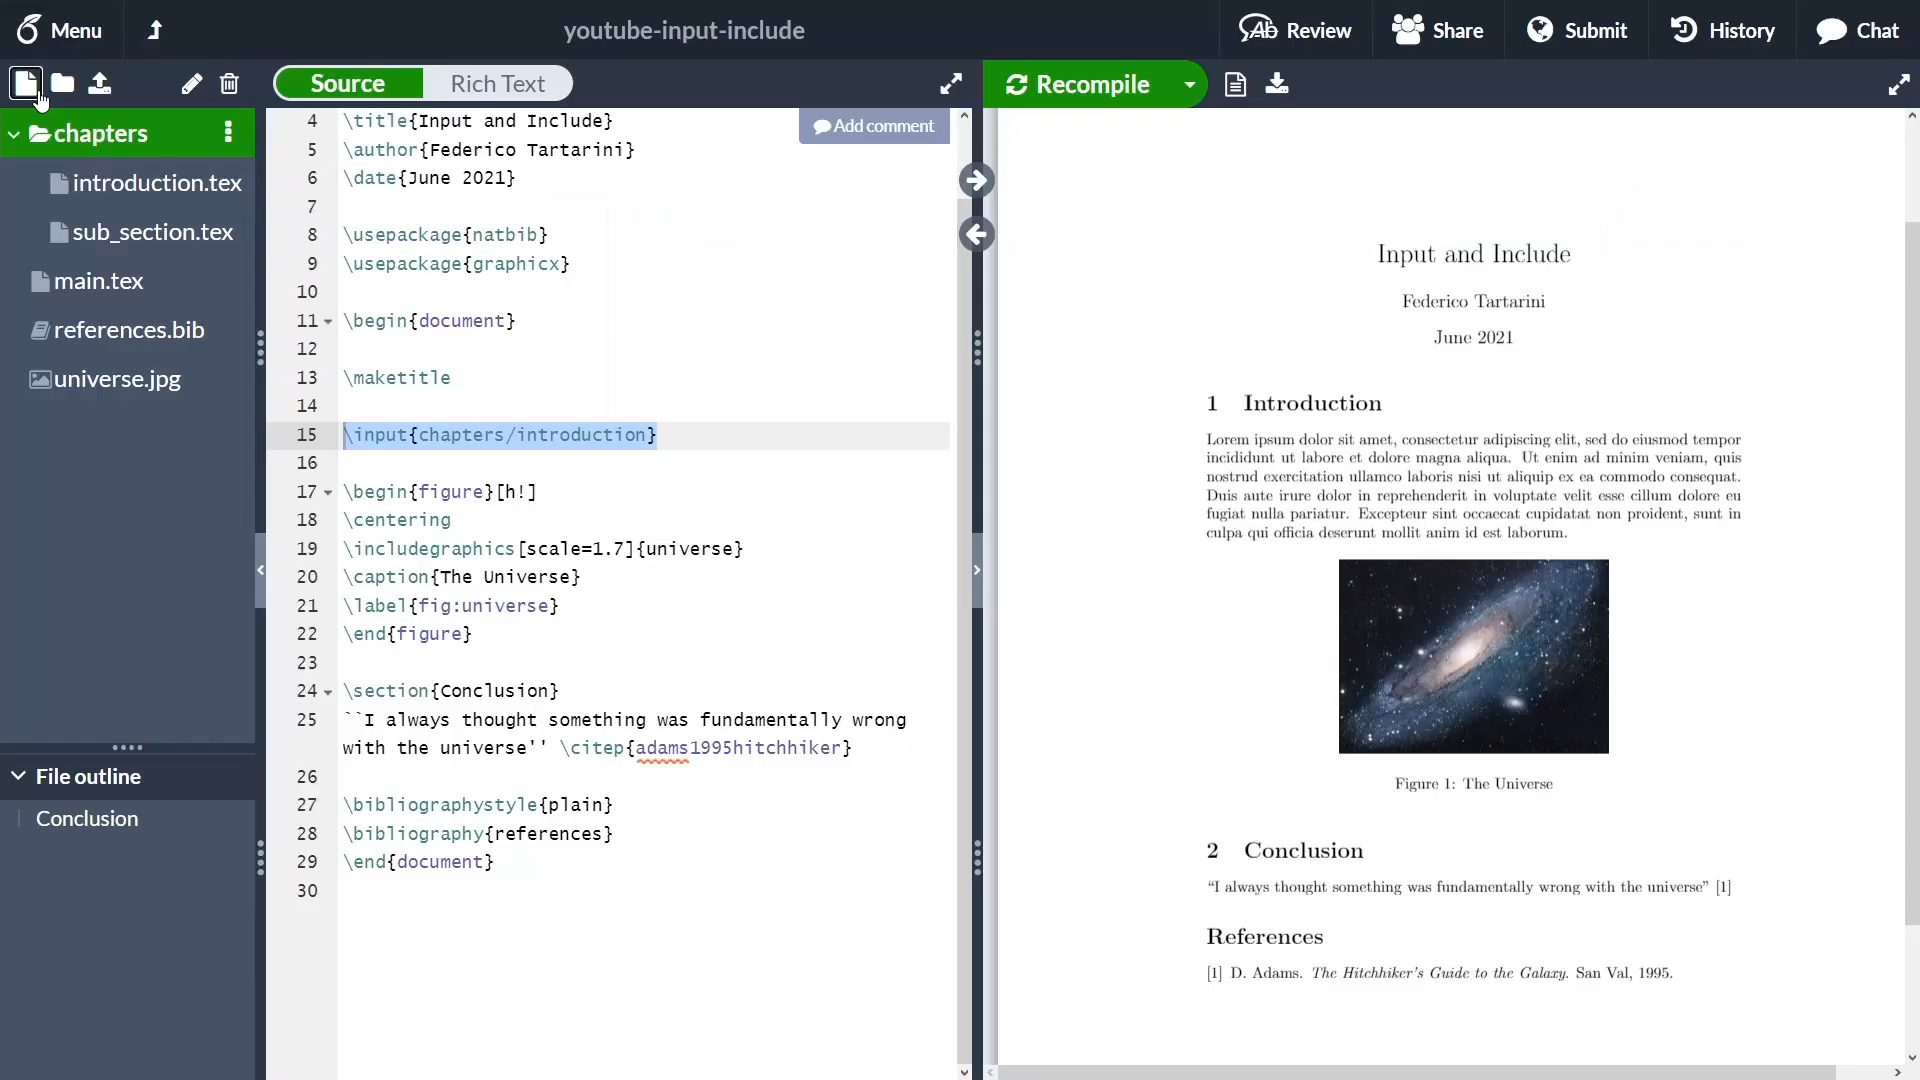 Menu
youtube-input-include
Review
Share
Submit
History
Chat
Source
Rich Text
Recompile
chapters
introduction.tex
sub_section.tex
main.tex
references.bib
universe.jpg
File outline
Conclusion
Add comment
4 \title{Input and Include}
5 \author{Federico Tartarini}
6 \date{June 2021}
7
8 \usepackage{natbib}
9 \usepackage{graphicx}
10
11 \begin{document}
12
13 \maketitle
14
15 \input{chapters/introduction}
16
17 \begin{figure}[h!]
18 \centering
19 \includegraphics[scale=1.7]{universe}
20 \caption{The Universe}
21 \label{fig:universe}
22 \end{figure}
23
24 \section{Conclusion}
25 ``I always thought something was fundamentally wrong
with the universe'' \citep{adams1995hitchhiker}
26
27 \bibliographystyle{plain}
28 \bibliography{references}
29 \end{document}
30
Input and Include
Federico Tartarini
June 2021
1 Introduction
Lorem ipsum dolor sit amet, consectetur adipiscing elit, sed do eiusmod tempor
incididunt ut labore et dolore magna aliqua. Ut enim ad minim veniam, quis
nostrud exercitation ullamco laboris nisi ut aliquip ex ea commodo consequat.
Duis aute irure dolor in reprehenderit in voluptate velit esse cillum dolore eu
fugiat nulla pariatur. Excepteur sint occaecat cupidatat non proident, sunt in
culpa qui officia deserunt mollit anim id est laborum.
Figure 1: The Universe
2 Conclusion
“I always thought something was fundamentally wrong with the universe” [1]
References
[1] D. Adams. The Hitchhiker's Guide to the Galaxy. San Val, 1995.